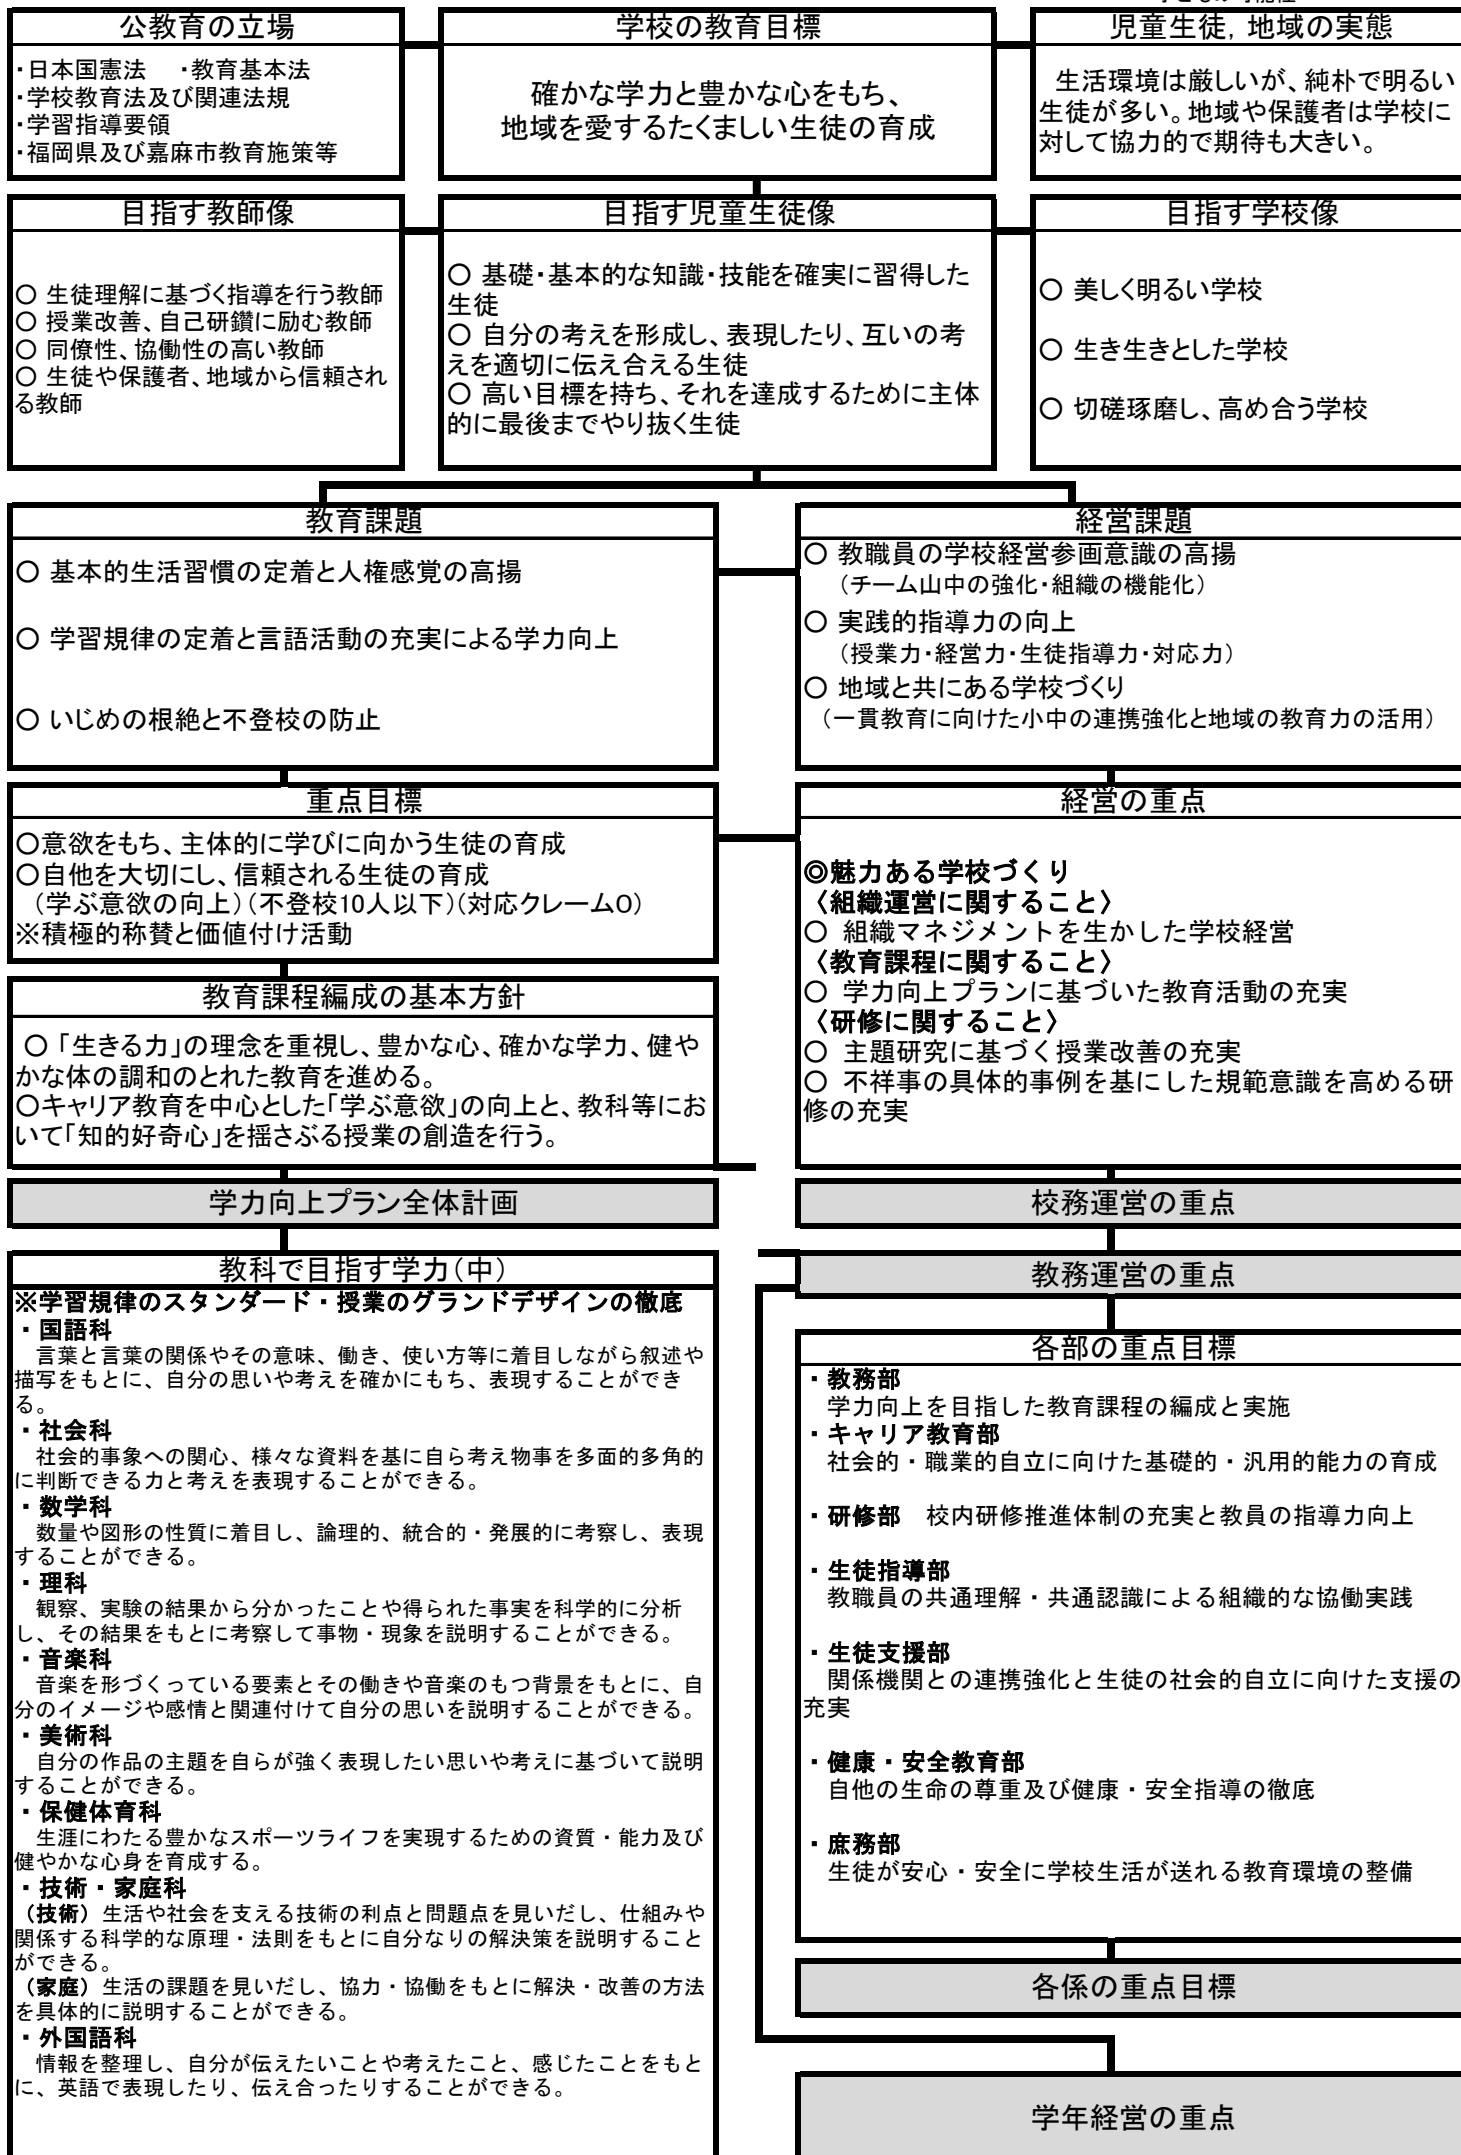 公教育の立場
・日本国憲法　・教育基本法
・学校教育法及び関連法規
・学習指導要領
・福岡県及び嘉麻市教育施策等
学校の教育目標
確かな学力と豊かな心をもち、
地域を愛するたくましい生徒の育成
児童生徒，地域の実態
生活環境は厳しいが、純朴で明るい
生徒が多い。地域や保護者は学校に
対して協力的で期待も大きい。
目指す教師像
○ 生徒理解に基づく指導を行う教師
○ 授業改善、自己研鑽に励む教師
○ 同僚性、協働性の高い教師
○ 生徒や保護者、地域から信頼され
る教師
目指す児童生徒像
○ 基礎・基本的な知識・技能を確実に習得した
生徒
○ 自分の考えを形成し、表現したり、互いの考
えを適切に伝え合える生徒
○ 高い目標を持ち、それを達成するために主体
的に最後までやり抜く生徒
目指す学校像
○ 美しく明るい学校
○ 生き生きとした学校
○ 切磋琢磨し、高め合う学校
教育課題
○ 基本的生活習慣の定着と人権感覚の高揚
○ 学習規律の定着と言語活動の充実による学力向上
○ いじめの根絶と不登校の防止
経営課題
○ 教職員の学校経営参画意識の高揚
（チーム山中の強化・組織の機能化）
○ 実践的指導力の向上
（授業力・経営力・生徒指導力・対応力）
○ 地域と共にある学校づくり
（一貫教育に向けた小中の連携強化と地域の教育力の活用）
重点目標
○意欲をもち、主体的に学びに向かう生徒の育成
○自他を大切にし、信頼される生徒の育成
（学ぶ意欲の向上）（不登校10人以下）（対応クレーム0）
※積極的称賛と価値付け活動
経営の重点
◎魅力ある学校づくり
〈組織運営に関すること〉
○ 組織マネジメントを生かした学校経営
〈教育課程に関すること〉
○ 学力向上プランに基づいた教育活動の充実
〈研修に関すること〉
○ 主題研究に基づく授業改善の充実
○ 不祥事の具体的事例を基にした規範意識を高める研
修の充実
教育課程編成の基本方針
○「生きる力」の理念を重視し、豊かな心、確かな学力、健や
かな体の調和のとれた教育を進める。
○キャリア教育を中心とした「学ぶ意欲」の向上と、教科等にお
いて「知的好奇心」を揺さぶる授業の創造を行う。
学力向上プラン全体計画
校務運営の重点
教科で目指す学力（中）
※学習規律のスタンダード・授業のグランドデザインの徹底
・国語科
言葉と言葉の関係やその意味、働き、使い方等に着目しながら叙述や
描写をもとに、自分の思いや考えを確かにもち、表現することができ
る。
・社会科
社会的事象への関心、様々な資料を基に自ら考え物事を多面的多角的
に判断できる力と考えを表現することができる。
・数学科
数量や図形の性質に着目し、論理的、統合的・発展的に考察し、表現
することができる。
・理科
観察、実験の結果から分かったことや得られた事実を科学的に分析
し、その結果をもとに考察して事物・現象を説明することができる。
・音楽科
音楽を形づくっている要素とその働きや音楽のもつ背景をもとに、自
分のイメージや感情と関連付けて自分の思いを説明することができる。
・美術科
自分の作品の主題を自らが強く表現したい思いや考えに基づいて説明
することができる。
・保健体育科
生涯にわたる豊かなスポーツライフを実現するための資質・能力及び
健やかな心身を育成する。
・技術・家庭科
（技術）生活や社会を支える技術の利点と問題点を見いだし、仕組みや
関係する科学的な原理・法則をもとに自分なりの解決策を説明すること
ができる。
（家庭）生活の課題を見いだし、協力・協働をもとに解決・改善の方法
を具体的に説明することができる。
・外国語科
情報を整理し、自分が伝えたいことや考えたこと、感じたことをもと
に、英語で表現したり、伝え合ったりすることができる。
教務運営の重点
各部の重点目標
・教務部
学力向上を目指した教育課程の編成と実施
・キャリア教育部
社会的・職業的自立に向けた基礎的・汎用的能力の育成
・研修部　校内研修推進体制の充実と教員の指導力向上
・生徒指導部
教職員の共通理解・共通認識による組織的な協働実践
・生徒支援部
関係機関との連携強化と生徒の社会的自立に向けた支援の
充実
・健康・安全教育部
自他の生命の尊重及び健康・安全指導の徹底
・庶務部
生徒が安心・安全に学校生活が送れる教育環境の整備
各係の重点目標
学年経営の重点